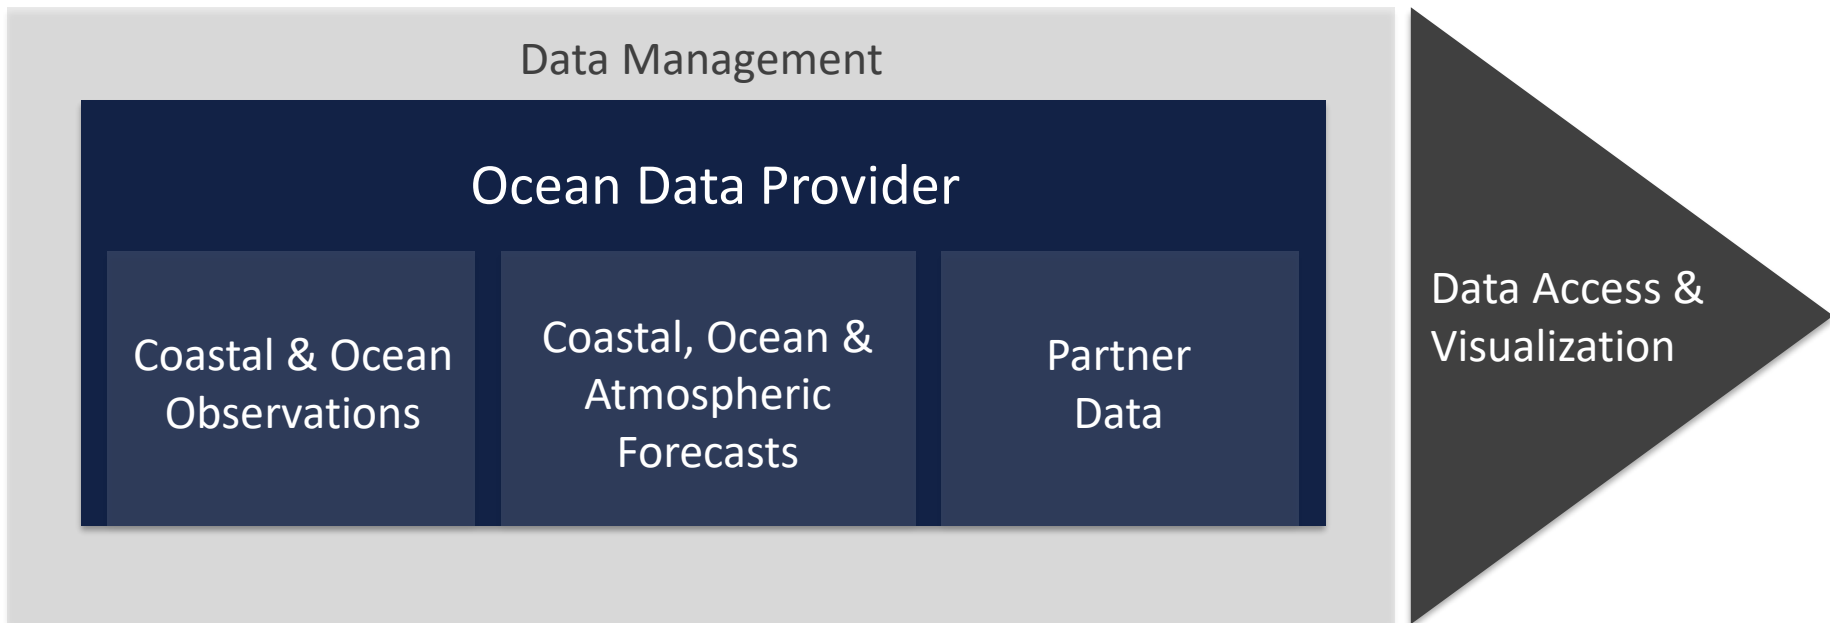 Data Management
Ocean Data Provider
Coastal & Ocean
Observations
Coastal, Ocean &
Atmospheric
Forecasts
Partner
Data
Data Access &
Visualization